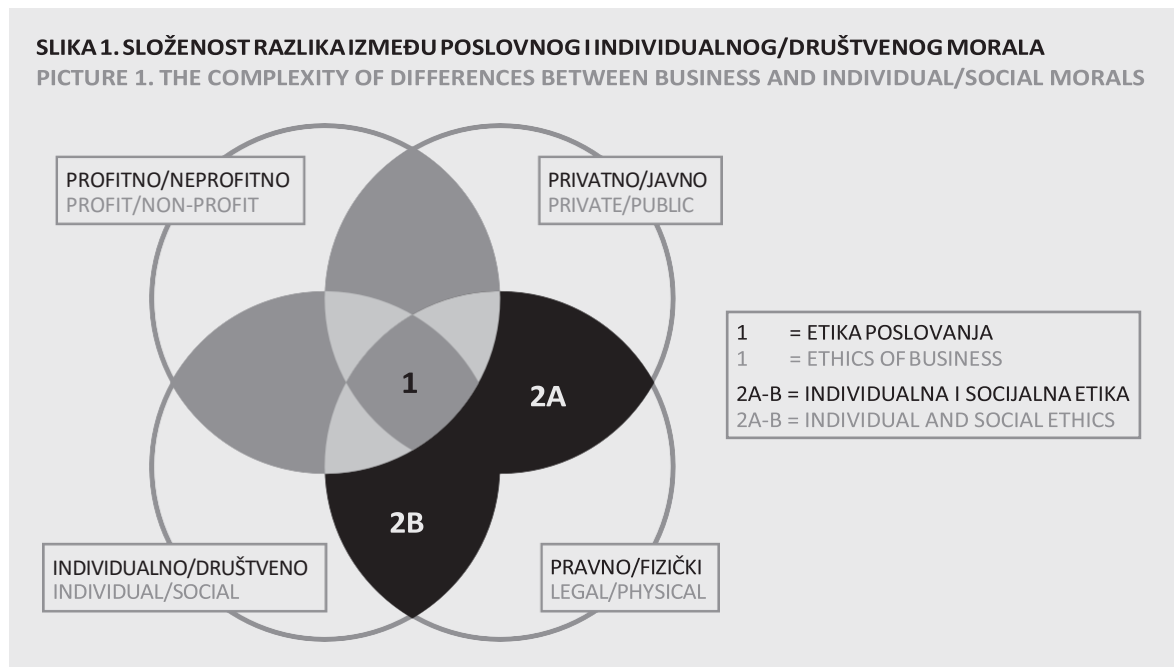 SLIKA 1. SLOŽENOST RAZLIKA IZMEĐU POSLOVNOG I INDIVIDUALNOG/DRUŠTVENOG MORALA
PICTURE 1. THE COMPLEXITY OF DIFFERENCES BETWEEN BUSINESS AND INDIVIDUAL/SOCIAL MORALS
PROFITNO/NEPROFITNO
PROFIT/NON-PROFIT
PRIVATNO/JAVNO
PRIVATE/PUBLIC
1
2A
2B
1 = ETIKA POSLOVANJA
1 = ETHICS OF BUSINESS
2A-B = INDIVIDUALNA I SOCIJALNA ETIKA
2A-B = INDIVIDUAL AND SOCIAL ETHICS
INDIVIDUALNO/DRUŠTVENO
INDIVIDUAL/SOCIAL
PRAVNO/FIZIČKI
LEGAL/PHYSICAL